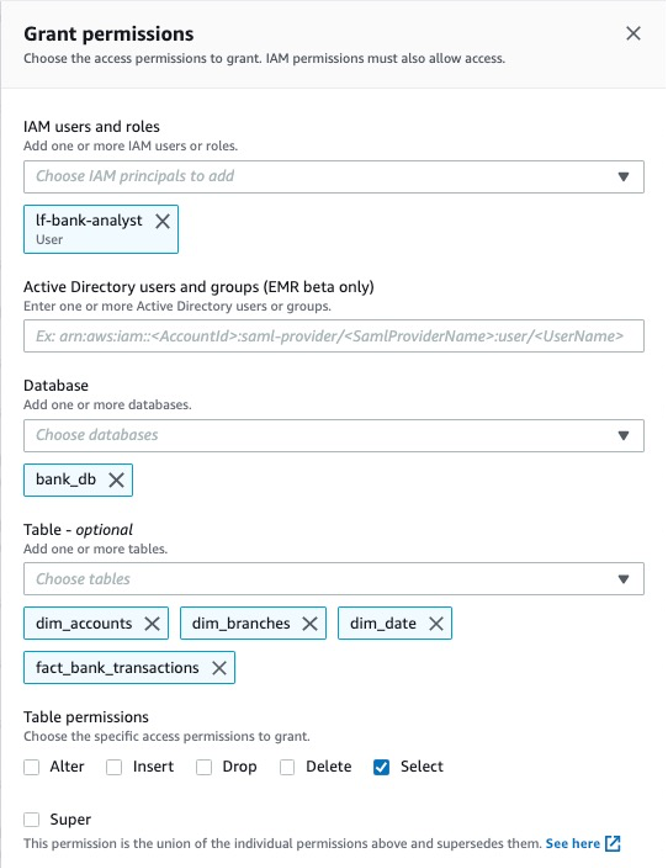 Grant permissions
Choose the access permissions to grant. IAM permissions must also allow access.
IAM users and roles
Add one or more IAM users or roles.
Choose IAM principals to add
lf-bank-analyst
User
Active Directory users and groups (EMR beta only)
Enter one or more Active Directory users or groups.
Ex: arn:aws:iam::<AccountId>:saml-provider/<SamlProviderName>:user/<UserName>
Database
Add one or more databases.
Choose databases
bank_db
Table - optional
Add one or more tables.
Choose tables
dim_accounts dim_branches dim_date
fact_bank_transactions
Table permissions
Choose the specific access permissions to grant.
Alter Insert Drop Delete Select
Super
This permission is the union of the individual permissions above and supersedes them. See here